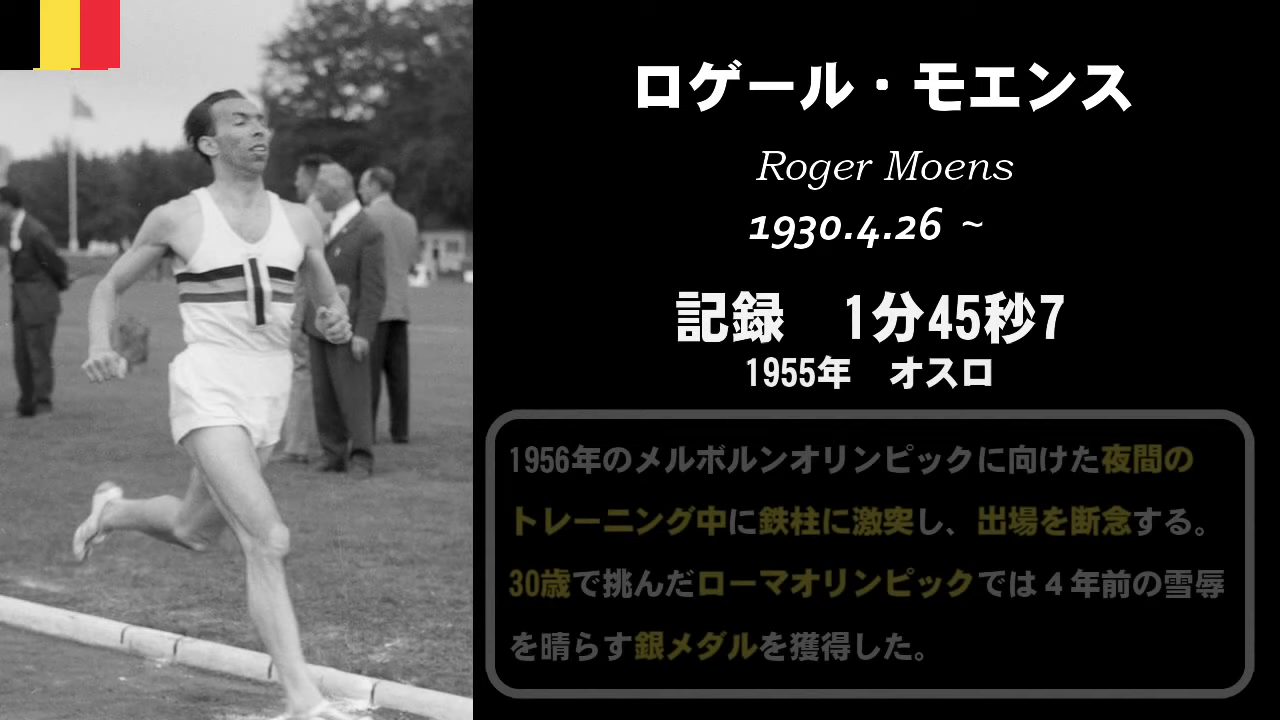 ロゲール・モエンス
Roger Moens
1930.4.26 ~
記録　1分45秒7
1955年　オスロ
1956年のメルボルンオリンピックに向けた夜間の
トレーニング中に鉄柱に激突し、出場を断念する。
30歳で挑んだローマオリンピックでは４年前の雪辱
を晴らす銀メダルを獲得した。